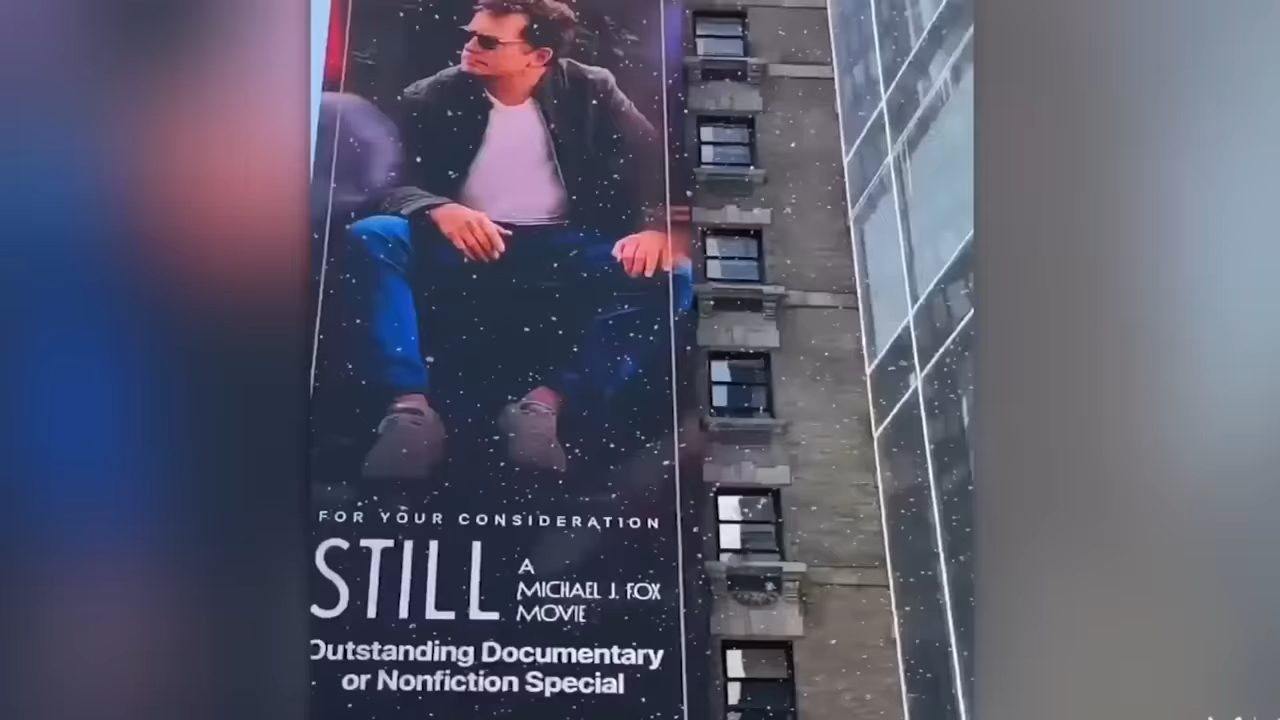 FOR YOUR CONSIDERATION
STILL
A
MICHAEL J. FOX
MOVIE
Outstanding Documentary
or Nonfiction Special